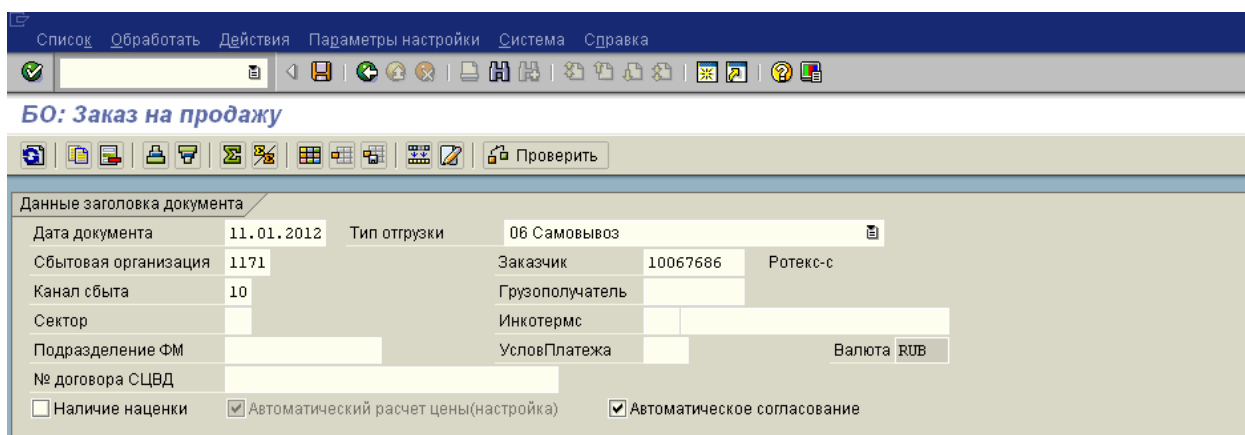 Список Обработать Действия Параметры настройки Система Справка
БО: Заказ на продажу
Проверить
Данные заголовка документа
Дата документа 11.01.2012 Тип отгрузки 06 Самовывоз
Сбытовая организация 1171 Заказчик 10067686 Ротекс-с
Канал сбыта 10 Грузополучатель
Сектор Инкотермс
Подразделение ФМ УсловПлатежа Валюта RUB
№ договора СЦВД
Наличие наценки Автоматический расчет цены(настройка) Автоматическое согласование